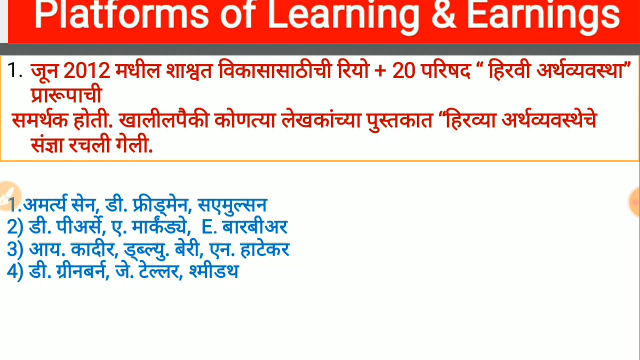 Platforms of Learning & Earnings
1. जून 2012 मधील शाश्वत विकासासाठीची रियो + 20 परिषद “ हिरवी अर्थव्यवस्था”
प्रारूपाची
समर्थक होती. खालीलपैकी कोणत्या लेखकांच्या पुस्तकात “हिरव्या अर्थव्यवस्थेचे
संज्ञा रचली गेली.
1.अमर्त्य सेन, डी. फ्रीड्मेन, सएमुल्सन
2) डी. पीअर्से, ए. मार्कंड्ये, E. बारबीअर
3) आय. कादीर, ड्ब्ल्यु. बेरी, एन. हाटेकर
4) डी. ग्रीनबर्न, जे. टेल्लर, श्मीडथ